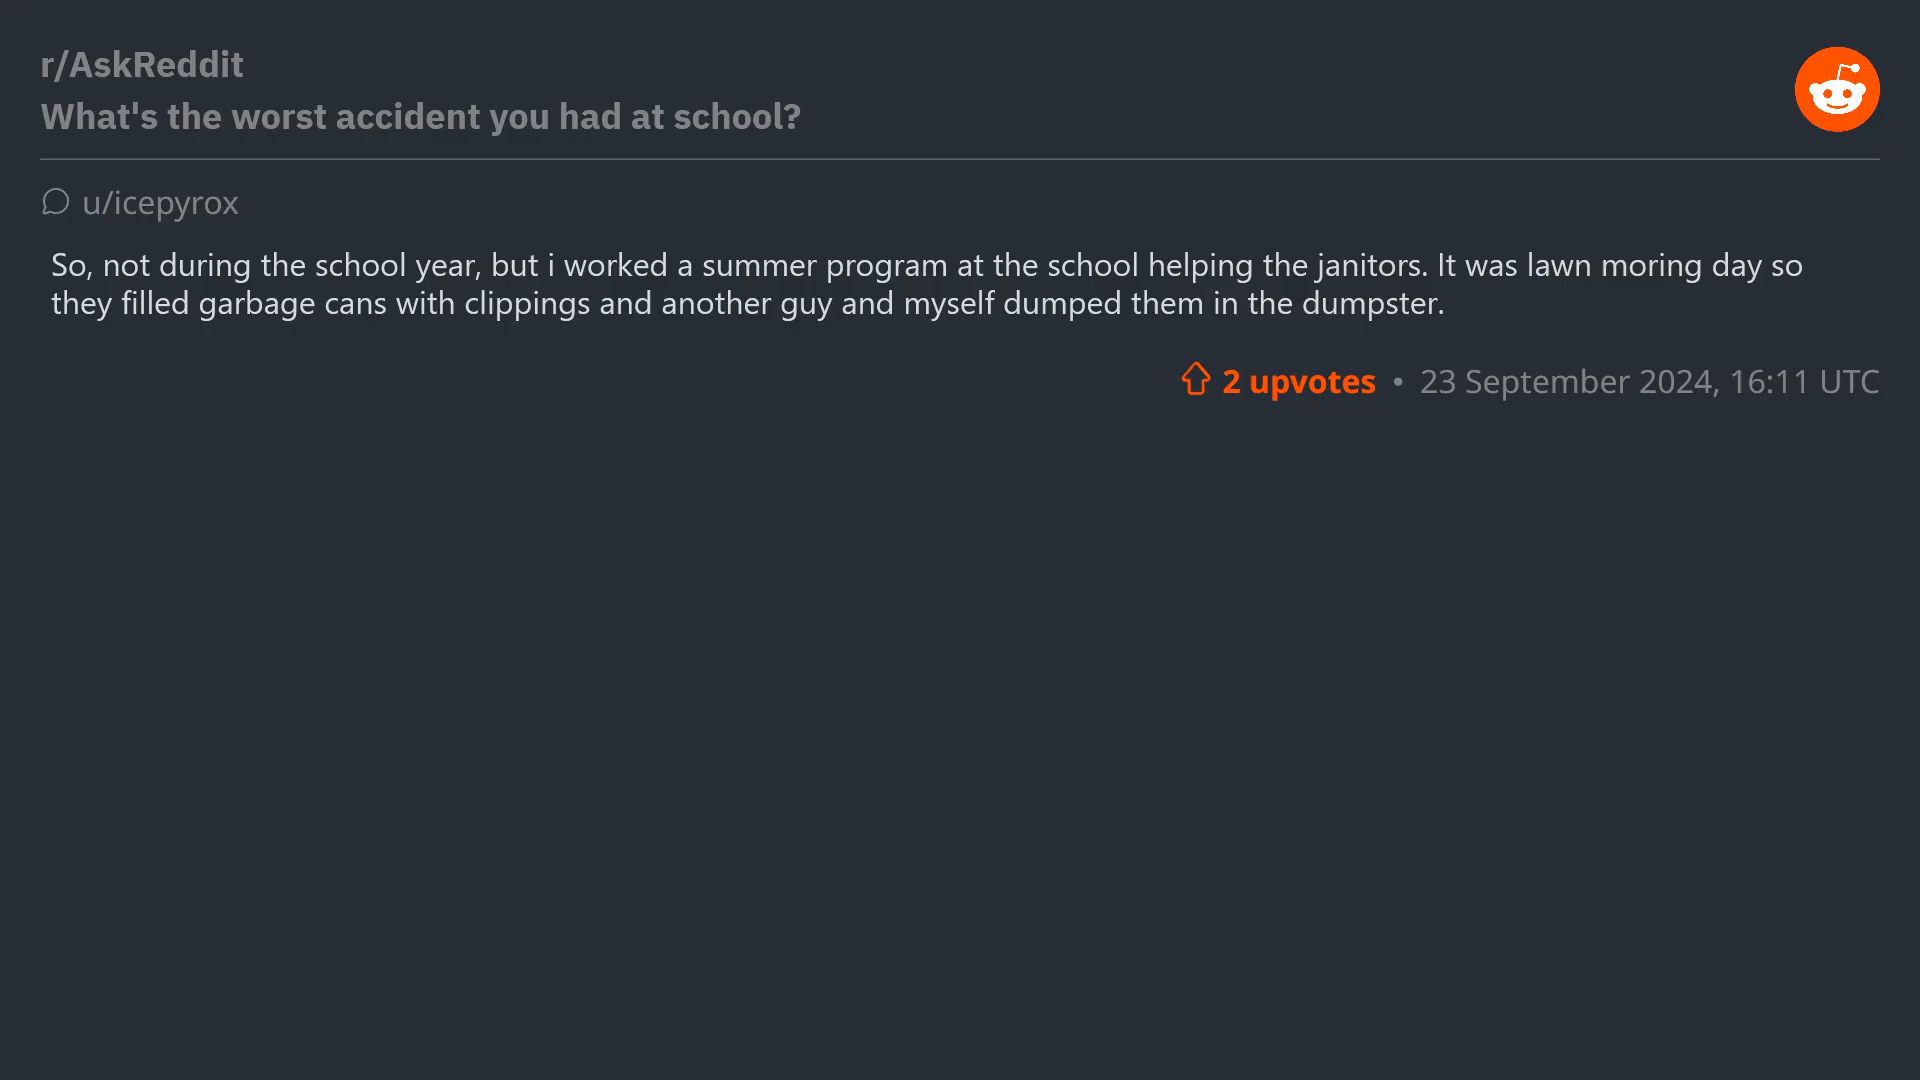 r/AskReddit
What's the worst accident you had at school?
u/icepyrox
So, not during the school year, but i worked a summer program at the school helping the janitors. It was lawn moring day so
they filled garbage cans with clippings and another guy and myself dumped them in the dumpster.
2 upvotes • 23 September 2024, 16:11 UTC